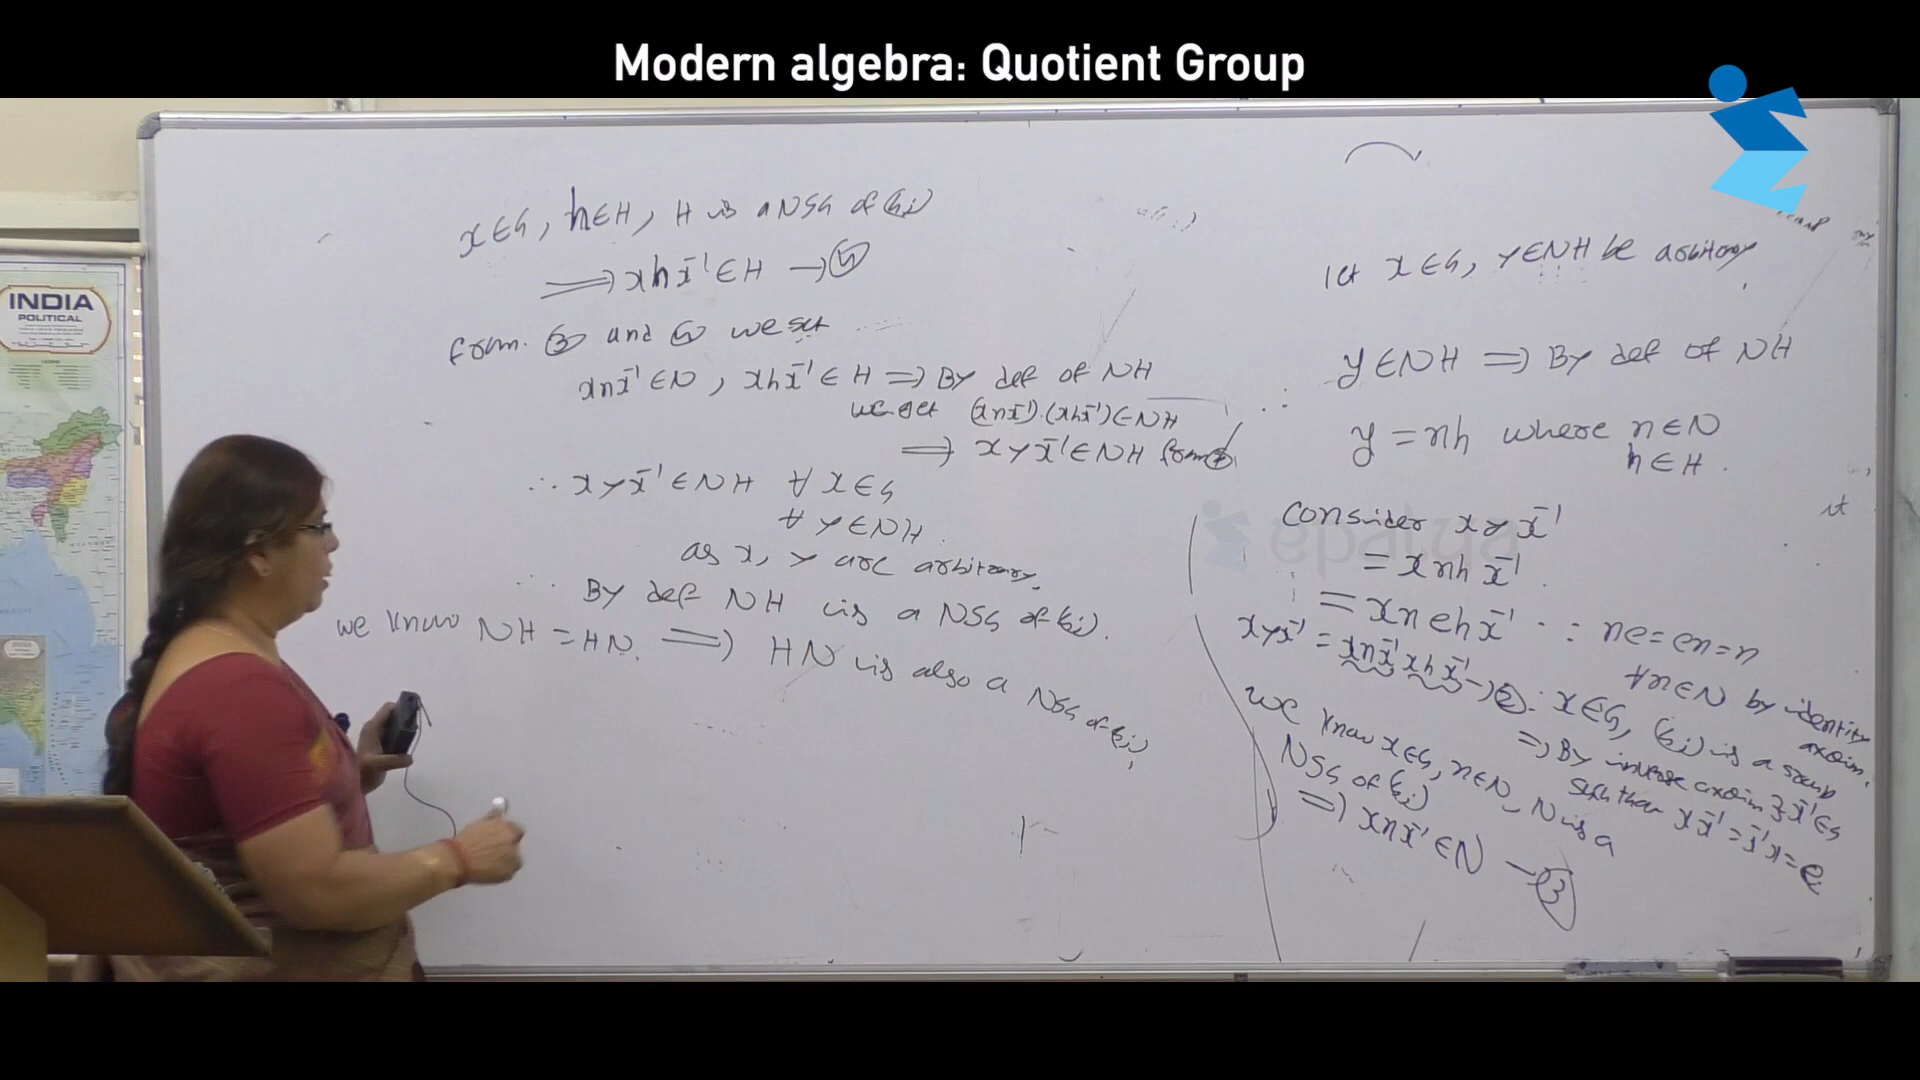 Modern algebra: Quotient Group
INDIA
POLITICAL
x∈G, h∈H, H is a NSG of (G,·)
⟹ xhx⁻¹∈H →
from ③ and we get
xnx⁻¹∈N, xhx⁻¹∈H ⟹ By def of NH
we get (xnx⁻¹)·(xhx⁻¹)∈NH
⟹ xyx⁻¹∈NH from
∴ xyx⁻¹∈NH ∀ x∈G
∀ y∈NH.
as x, y are arbitrary.
∴ By def NH is a NSG of (G,·).
we know NH = HN. ⟹ HN is also a NSG of (G,·).
let x∈G, y∈NH be arbitrary
∴ y∈NH ⟹ By def of NH
y = nh where n∈N
h∈H.
consider xyx⁻¹
= xnhx⁻¹.
= xnehx⁻¹ ∵ ne=en=n
∀n∈N by identity
axiom.
xyx⁻¹ = xnx⁻¹xhx⁻¹ →② ∵ x∈G, (G,·) is a group
⟹ By inverse axiom ∃ x⁻¹∈G
such that xx⁻¹=x⁻¹x=e
we know x∈G, n∈N, N is a
NSG of (G,·)
⟹ xnx⁻¹∈N →③
it
epatya